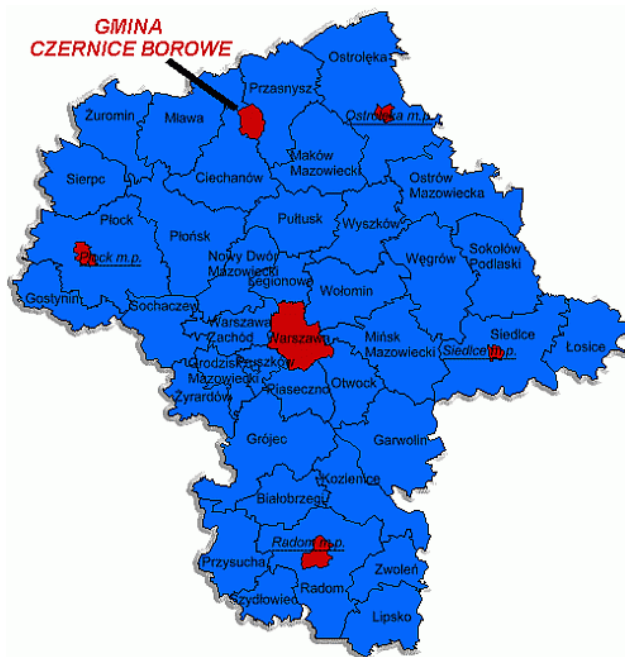 GMINA
CZERNICE BOROWE
Ostrołęka
Przasnysz
Żuromin
Mława
Ostrołęka m.p.
Maków
Mazowiecki
Sierpc
Ciechanów
Ostrów
Mazowiecka
Płock
Płońsk
Pułtusk
Wyszków
Sokołów
Podlaski
Nowy Dwór
Mazowiecki
Węgrów
Płock m.p.
Legionowo
Wołomin
Gostynin
Sochaczew
Warszawa
Zachód
Warszawa
Mińsk
Mazowiecki
Siedlce
Siedlce m.p.
Łosice
Pruszków
Grodzisk
Mazowiecki
Piaseczno
Otwock
Żyrardów
Grójec
Garwolin
Kozienice
Białobrzegi
Radom m.p.
Przysucha
Zwoleń
Szydłowiec
Radom
Lipsko